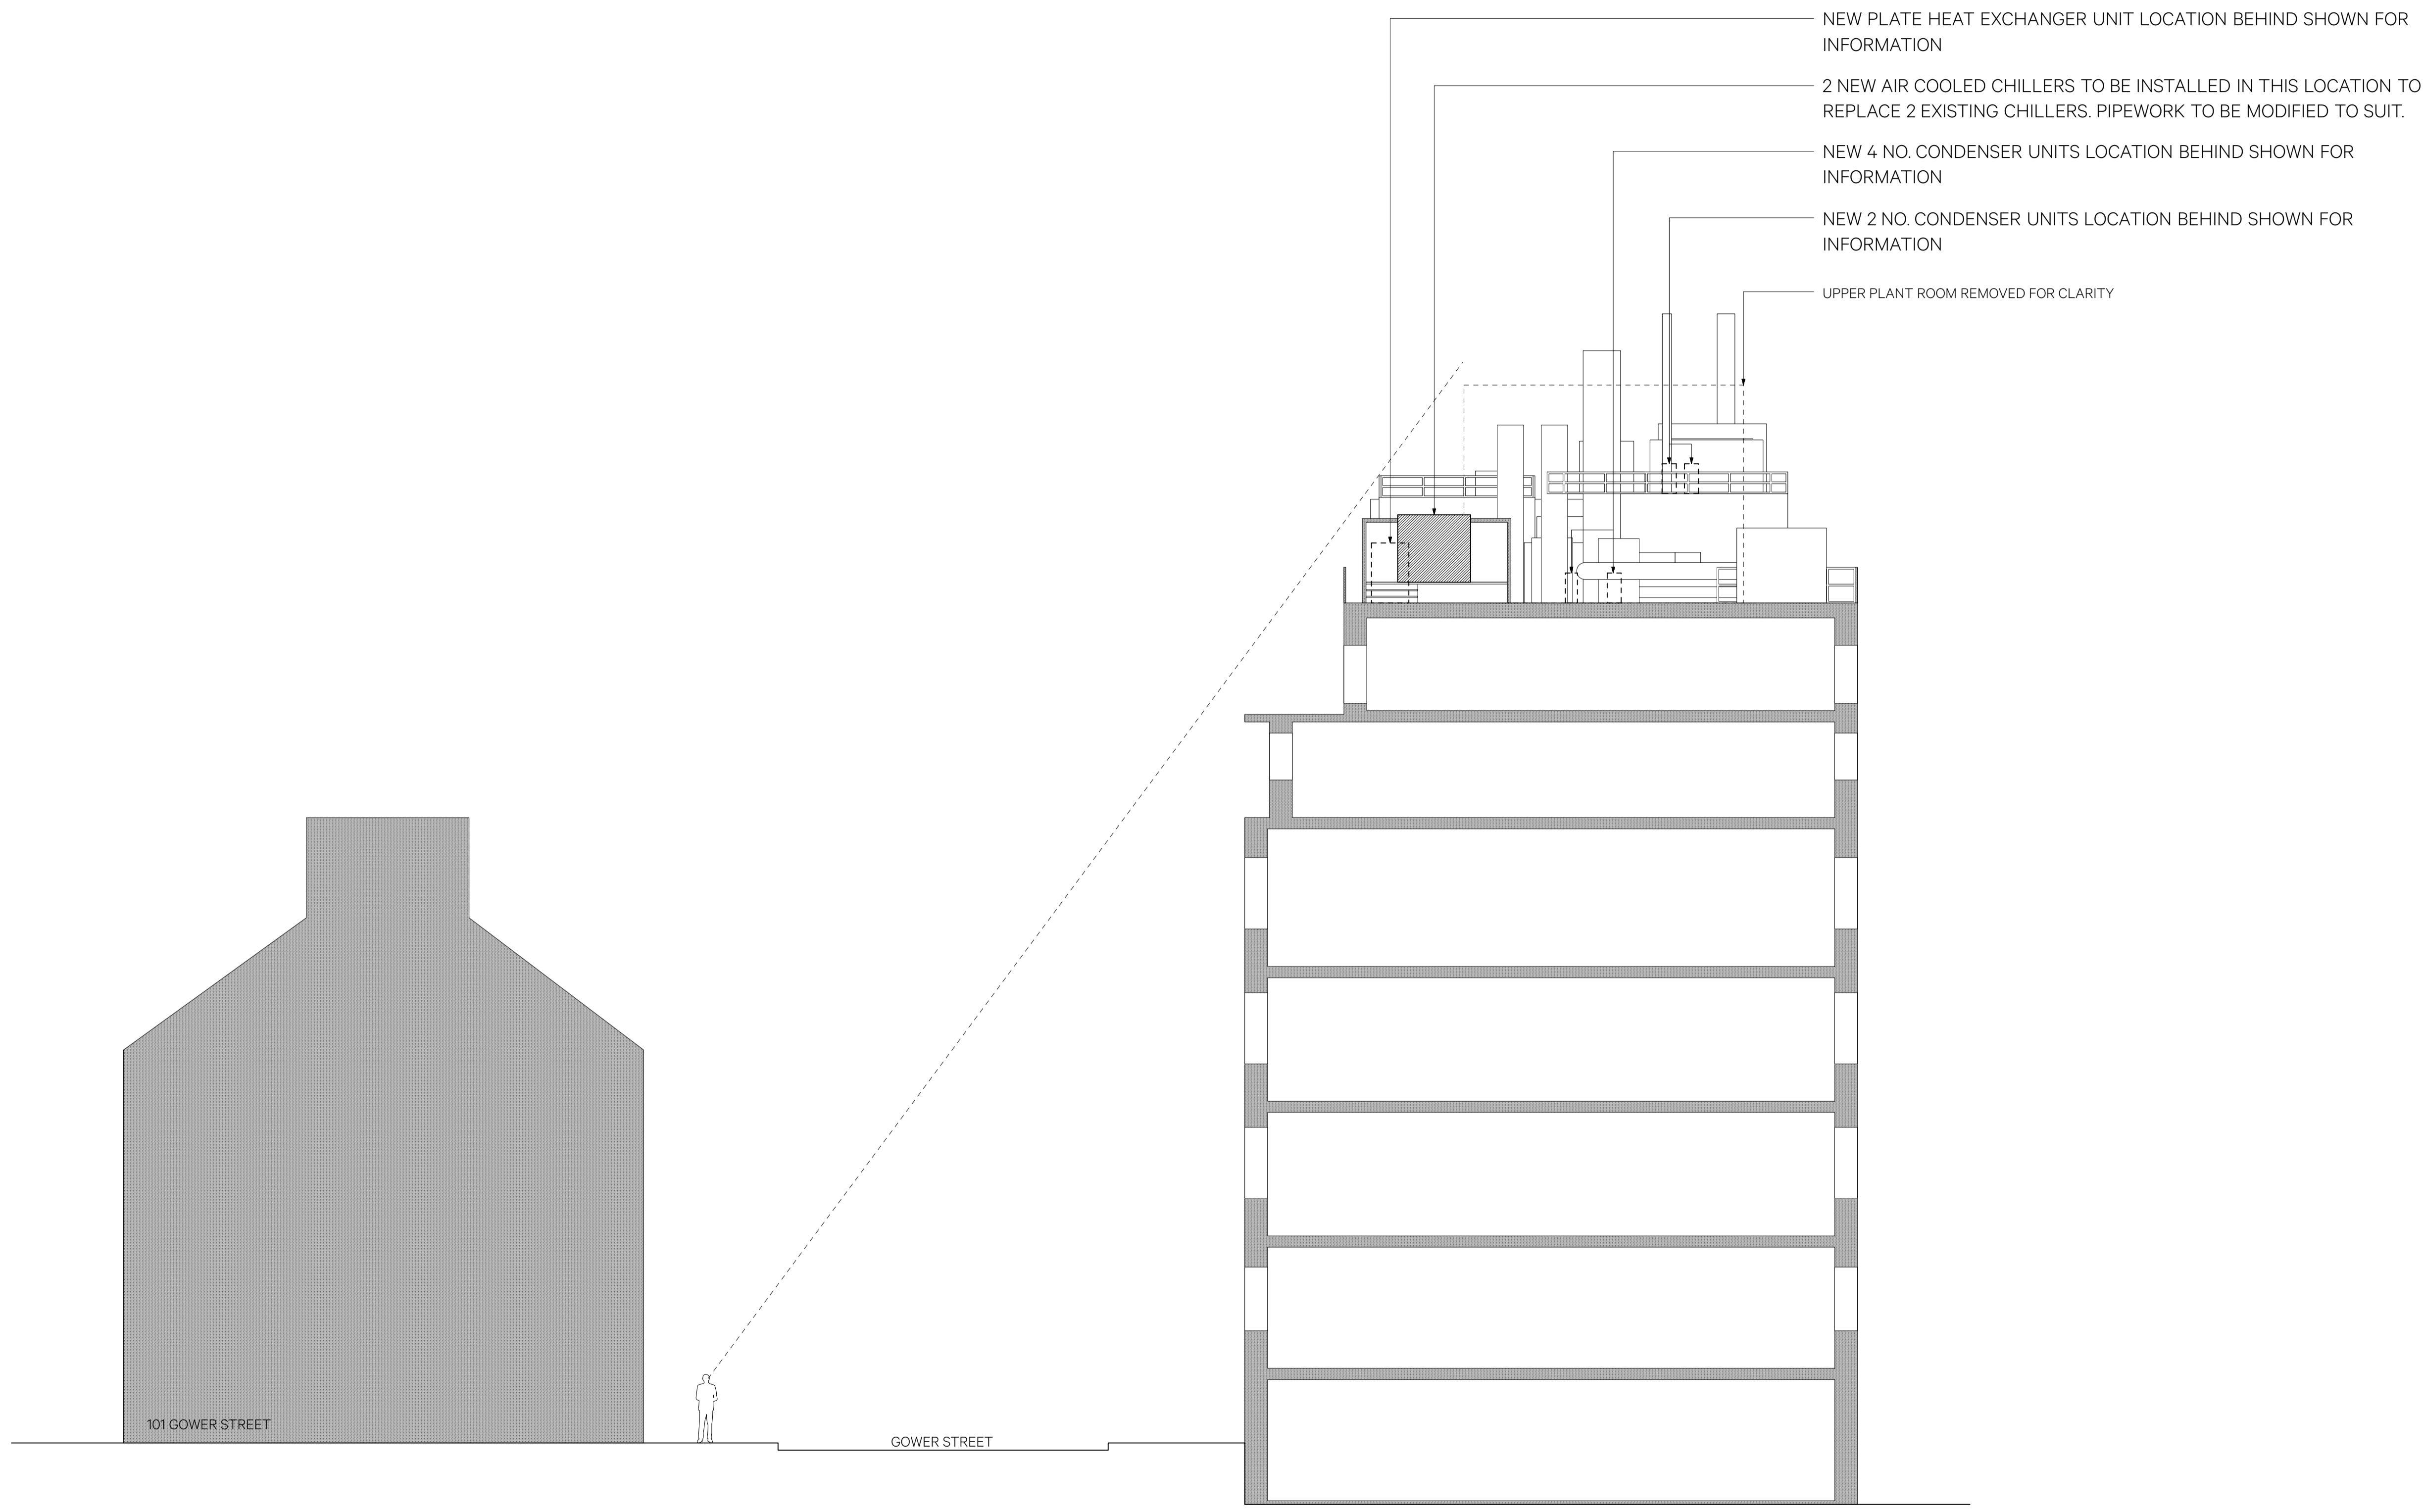 NEW PLATE HEAT EXCHANGER UNIT LOCATION BEHIND SHOWN FOR
INFORMATION
2 NEW AIR COOLED CHILLERS TO BE INSTALLED IN THIS LOCATION TO
REPLACE 2 EXISTING CHILLERS. PIPEWORK TO BE MODIFIED TO SUIT.
NEW 4 NO. CONDENSER UNITS LOCATION BEHIND SHOWN FOR
INFORMATION
NEW 2 NO. CONDENSER UNITS LOCATION BEHIND SHOWN FOR
INFORMATION
UPPER PLANT ROOM REMOVED FOR CLARITY
101 GOWER STREET
GOWER STREET